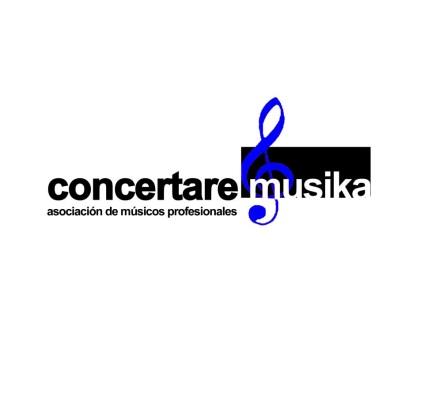 concertare musika
asociación de músicos profesionales